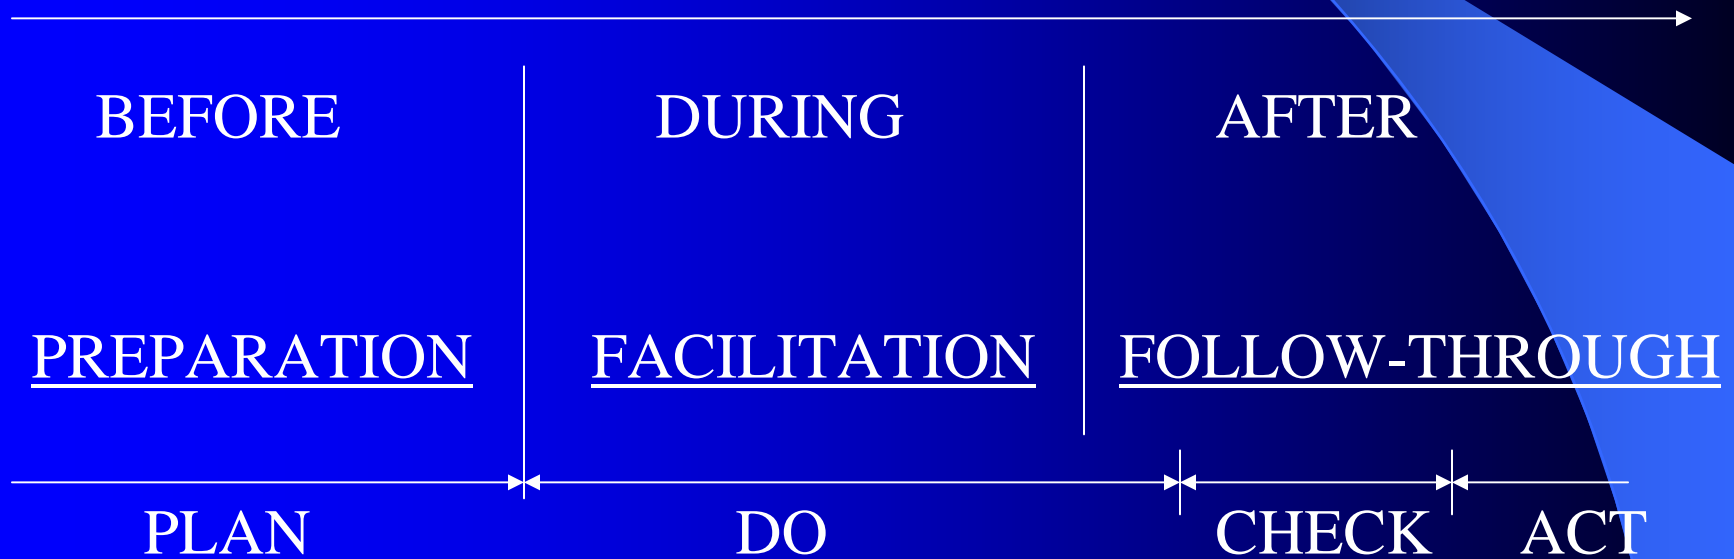 BEFORE DURING AFTER
PREPARATION FACILITATION FOLLOW-THROUGH
PLAN DO CHECK ACT